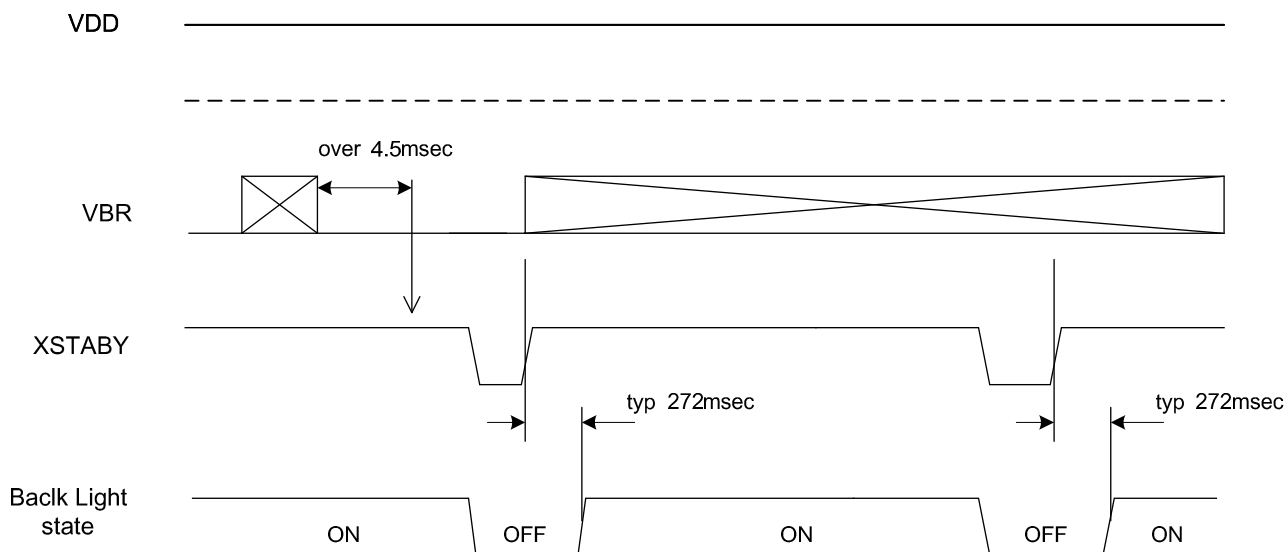 VDD
over 4.5msec
VBR
XSTABY
typ 272msec
typ 272msec
Baclk Light
state
ON
OFF
ON
OFF
ON